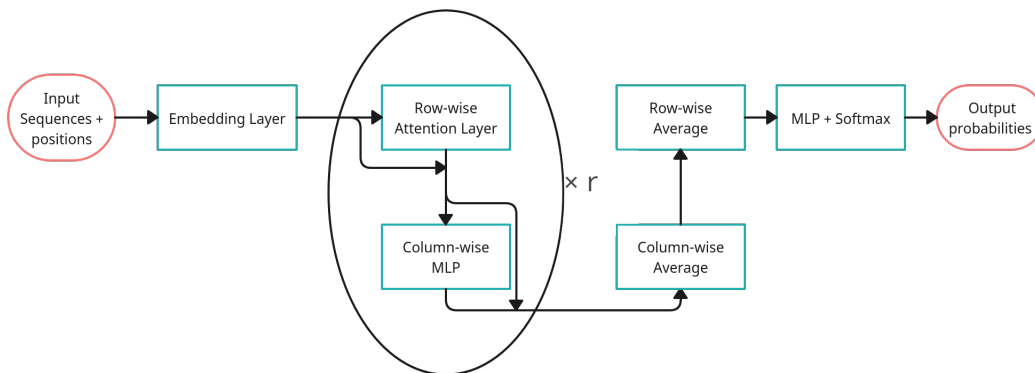 Input
Sequences +
positions
Embedding Layer
Row-wise
Attention Layer
Column-wise
MLP
× r
Row-wise
Average
Column-wise
Average
MLP + Softmax
Output
probabilities